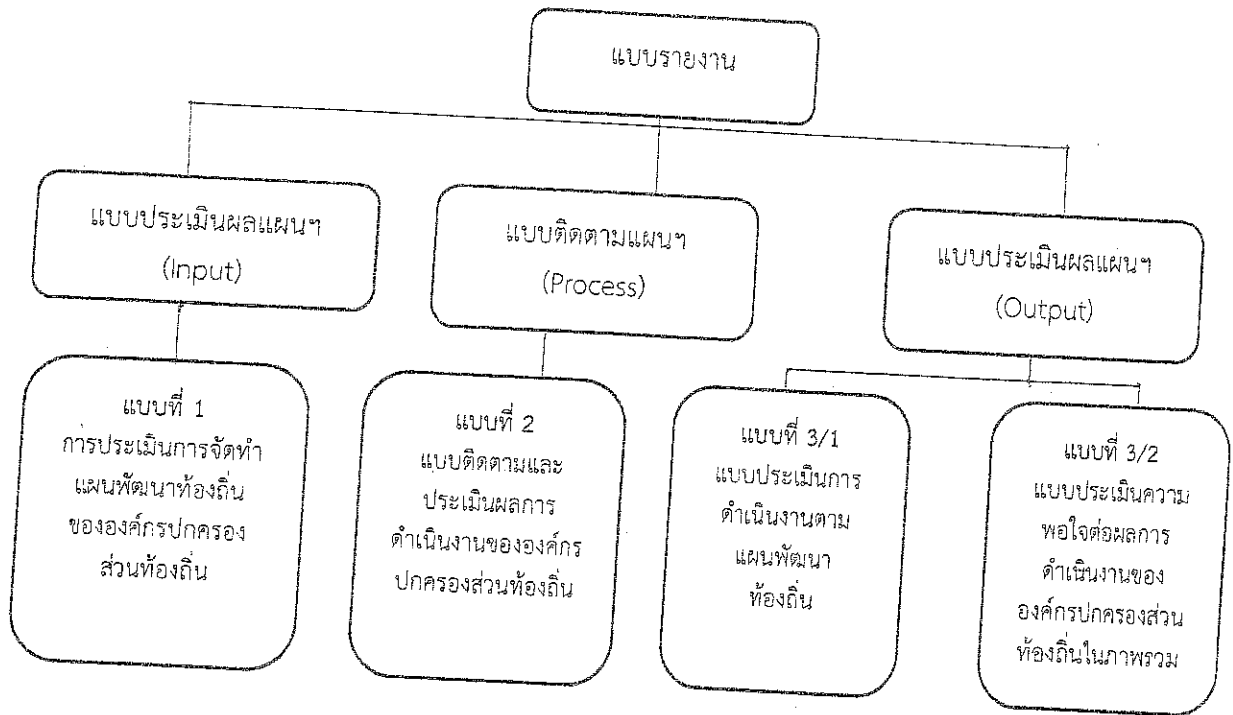 แบบรายงาน
แบบประเมินผลแผนฯ
(Input)
แบบติดตามแผนฯ
(Process)
แบบประเมินผลแผนฯ
(Output)
แบบที่ 1
การประเมินการจัดทำ
แผนพัฒนาท้องถิ่น
ขององค์กรปกครอง
ส่วนท้องถิ่น
แบบที่ 2
แบบติดตามและ
ประเมินผลการ
ดำเนินงานขององค์กร
ปกครองส่วนท้องถิ่น
แบบที่ 3/1
แบบประเมินการ
ดำเนินงานตาม
แผนพัฒนา
ท้องถิ่น
แบบที่ 3/2
แบบประเมินความ
พอใจต่อผลการ
ดำเนินงานของ
องค์กรปกครองส่วน
ท้องถิ่นในภาพรวม